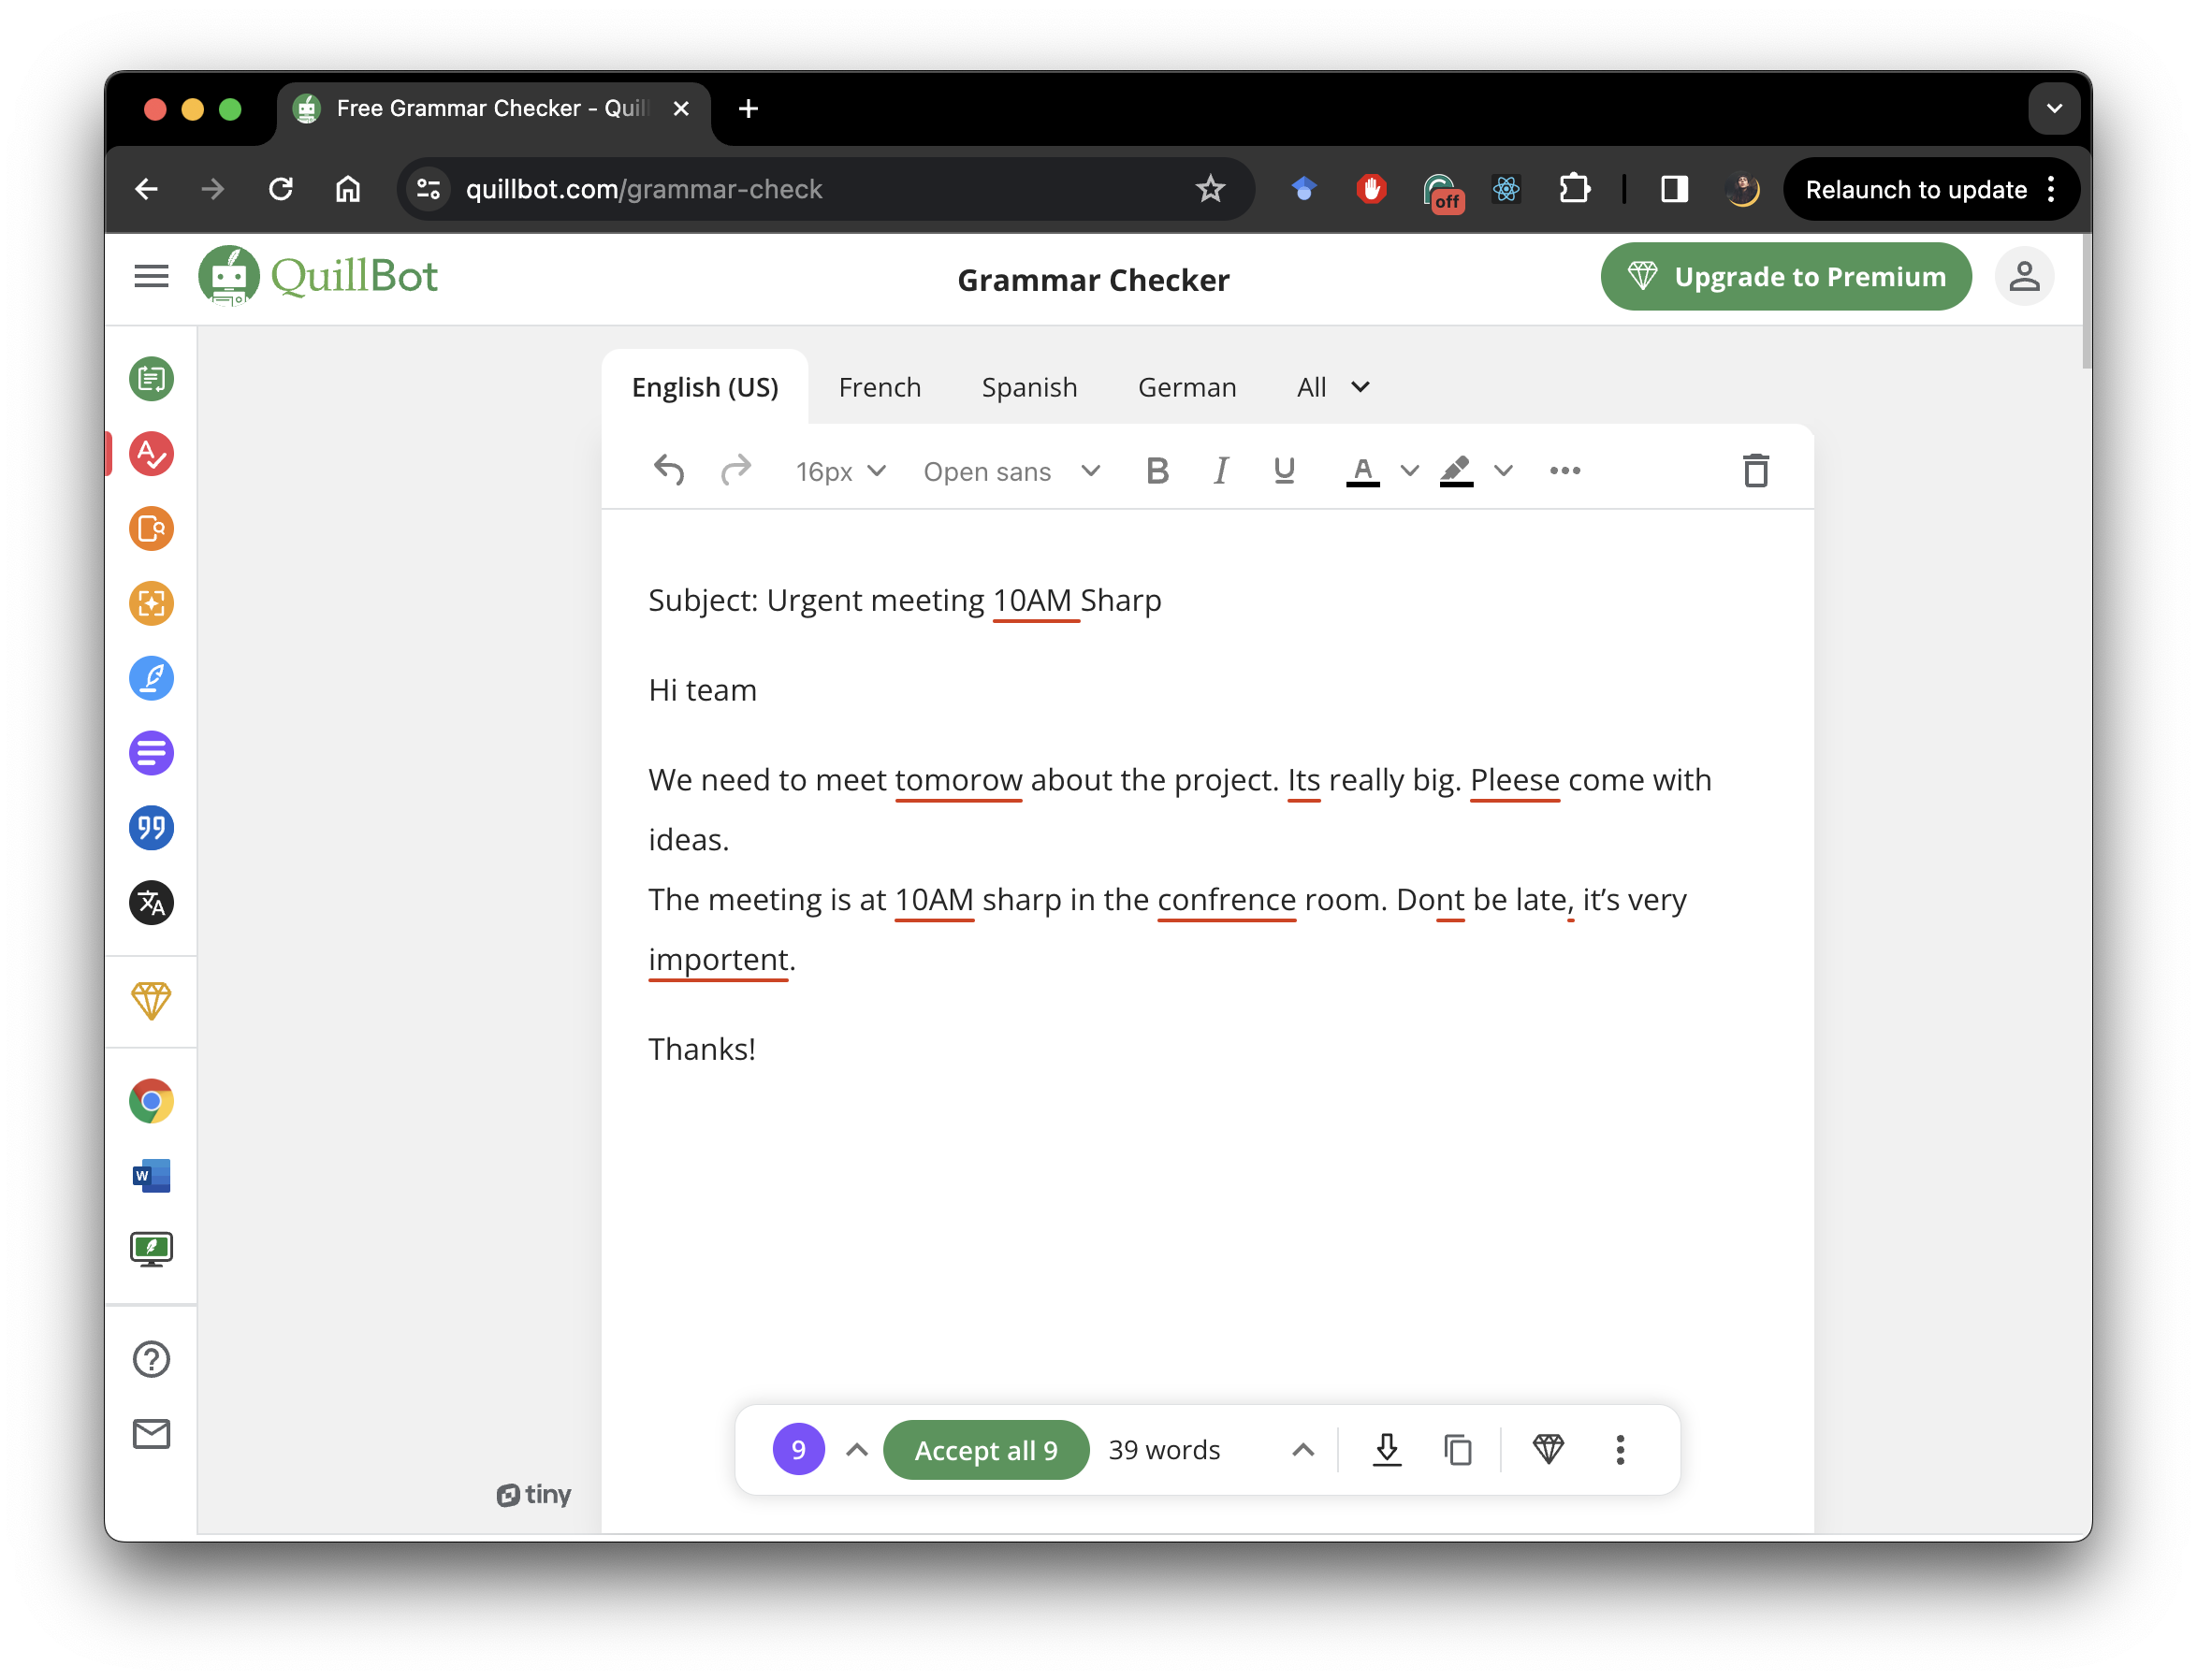 Free Grammar Checker - Quil
quillbot.com/grammar-check
off
Relaunch to update
QuillBot
Grammar Checker
Upgrade to Premium
English (US) French Spanish German All
16px Open sans B I U A
Subject: Urgent meeting 10AM Sharp
Hi team
We need to meet tomorow about the project. Its really big. Pleese come with
ideas.
The meeting is at 10AM sharp in the confrence room. Dont be late, it’s very
importent.
Thanks!
W
9 Accept all 9 39 words
tiny